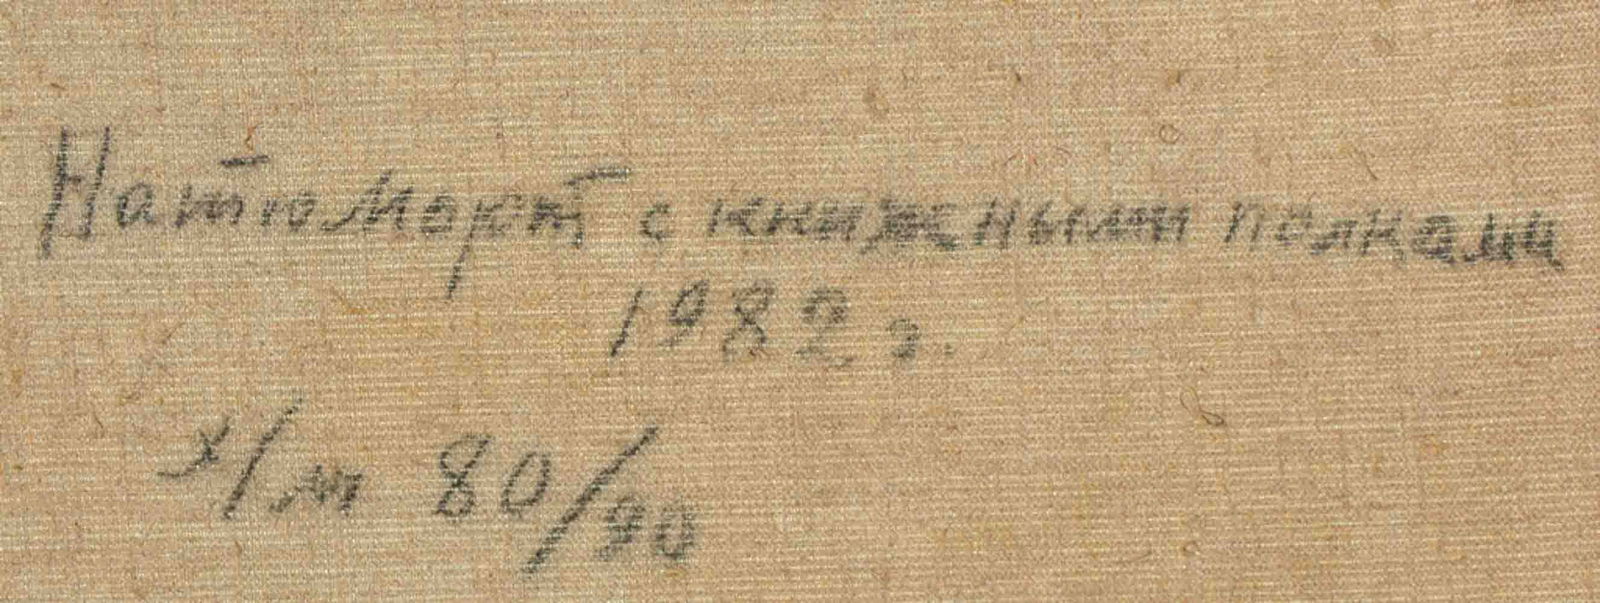 Натюморт с книжными полками
1982 г.
х/м 80/90